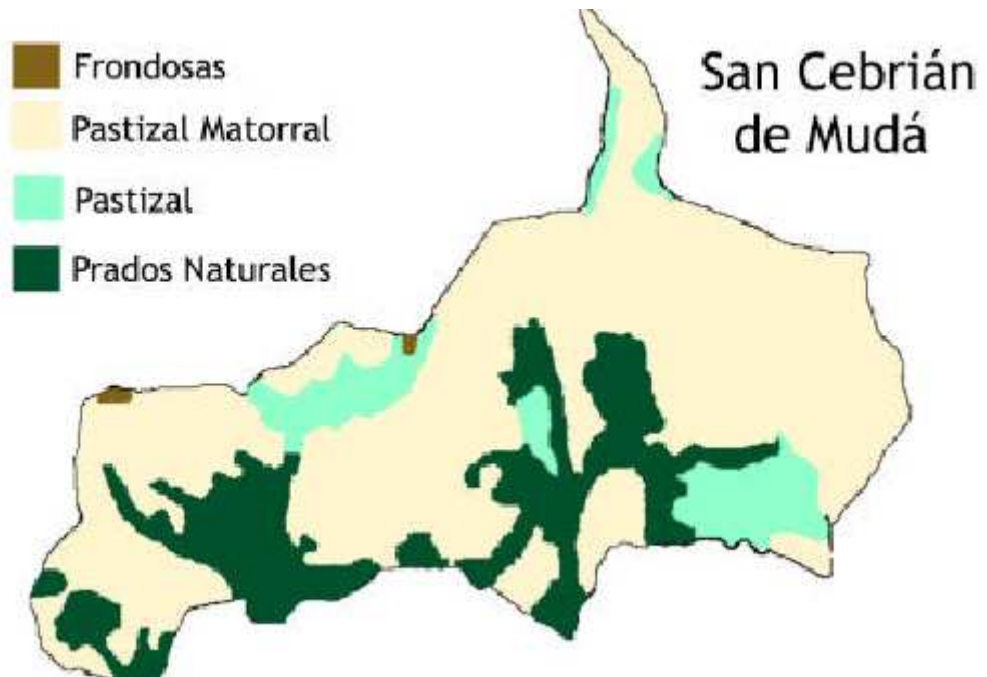 San Cebrián
de Mudá
Frondosas
Pastizal Matorral
Pastizal
Prados Naturales